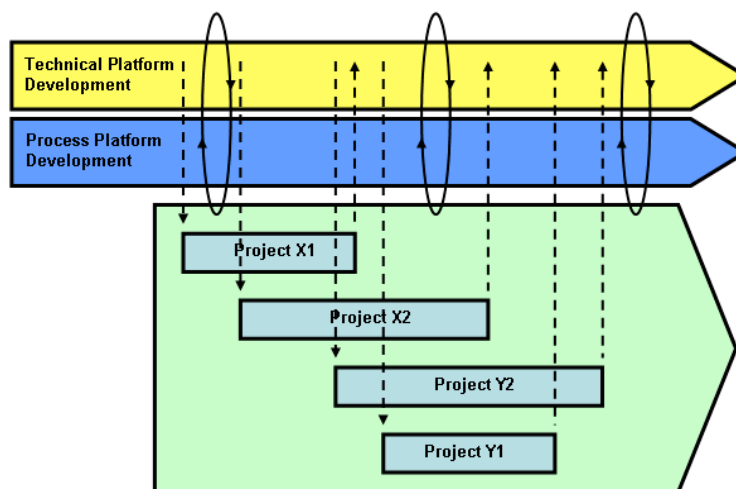 Technical Platform
Development
Process Platform
Development
Project X1
Project X2
Project Y2
Project Y1